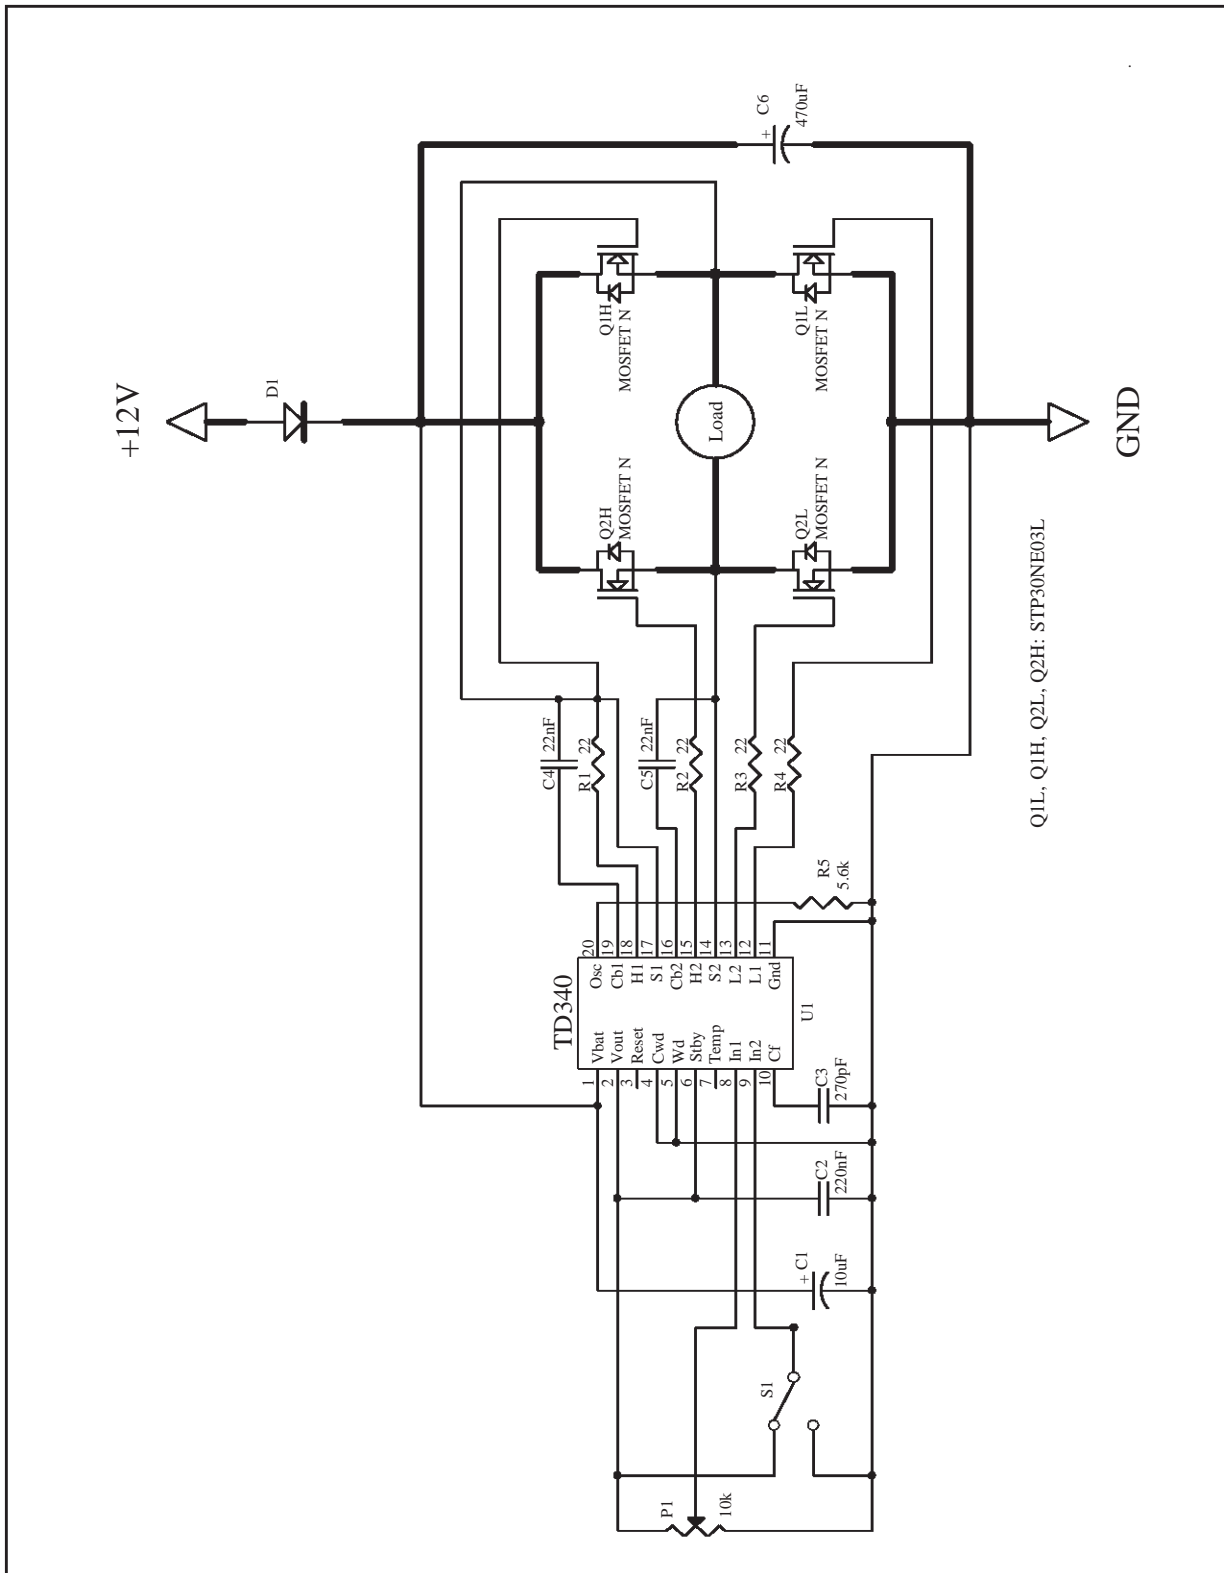 +12V
D1
C6
+
470uF
Q1H
MOSFET N
Q1L
MOSFET N
Load
Q2H
MOSFET N
Q2L
MOSFET N
GND
Q1L, Q1H, Q2L, Q2H: STP30NE03L
C4
22nF
R1
22
C5
22nF
R2
22
R3
22
R4
22
R5
5.6k
TD340
U1
20 Osc
19 Cb1
18 H1
17 S1
16 Cb2
15 H2
14 S2
13 L2
12 L1
11 Gnd
1 Vbat
2 Vout
3 Reset
4 Cwd
5 Wd
6 Stby
7 Temp
8 In1
9 In2
10 Cf
C3
270pF
C2
220nF
+
C1
10uF
S1
P1
10k